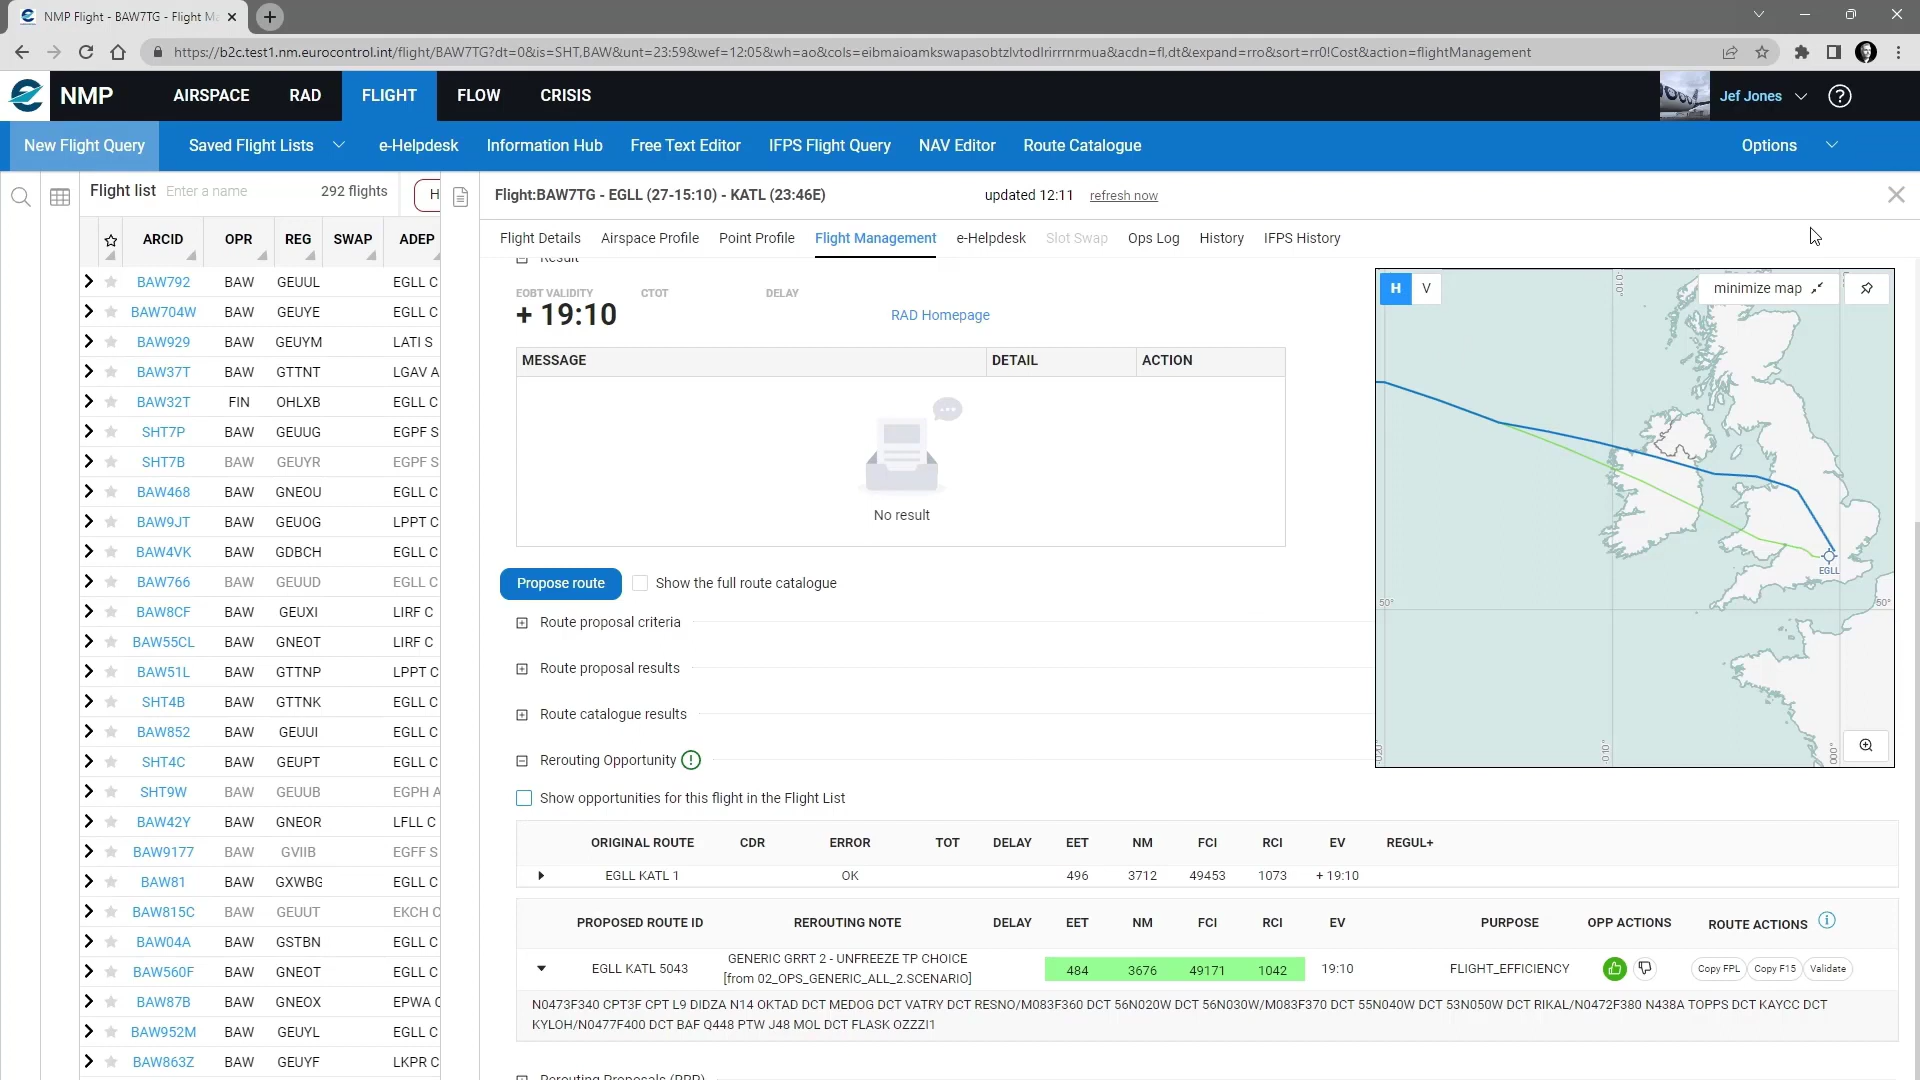 NMP Flight - BAW7TG - Flight Ma
https://b2c.test1.nm.eurocontrol.int/flight/BAW7TG?dt=0&is=SHT,BAW&unt=23:59&wef=12:05&wh=ao&cols=eibmaioamkswapasobtzlvtodlrirrrnrmua&acdn=fl,dt&expand=rro&sort=rr0!Cost&action=flightManagement
NMP AIRSPACE RAD FLIGHT FLOW CRISIS Jef Jones ?
New Flight Query Saved Flight Lists e-Helpdesk Information Hub Free Text Editor IFPS Flight Query NAV Editor Route Catalogue Options
Flight list Enter a name 292 flights H
ARCID OPR REG SWAP ADEP
BAW792 BAW GEUUL EGLL C
BAW704W BAW GEUYE EGLL C
BAW929 BAW GEUYM LATI S
BAW37T BAW GTTNT LGAV A
BAW32T FIN OHLXB EGLL C
SHT7P BAW GEUUG EGPF S
SHT7B BAW GEUYR EGPF S
BAW468 BAW GNEOU EGLL C
BAW9JT BAW GEUOG LPPT C
BAW4VK BAW GDBCH EGLL C
BAW766 BAW GEUUD EGLL C
BAW8CF BAW GEUXI LIRF C
BAW55CL BAW GNEOT LIRF C
BAW51L BAW GTTNP LPPT C
SHT4B BAW GTTNK EGLL C
BAW852 BAW GEUUI EGLL C
SHT4C BAW GEUPT EGLL C
SHT9W BAW GEUUB EGPH A
BAW42Y BAW GNEOR LFLL C
BAW9177 BAW GVIIB EGFF S
BAW81 BAW GXWBG EGLL C
BAW815C BAW GEUUT EKCH C
BAW04A BAW GSTBN EGLL C
BAW560F BAW GNEOT EGLL C
BAW87B BAW GNEOX EPWA C
BAW952M BAW GEUYL EGLL C
BAW863Z BAW GEUYF LKPR C
Flight:BAW7TG - EGLL (27-15:10) - KATL (23:46E) updated 12:11 refresh now
Flight Details Airspace Profile Point Profile Flight Management e-Helpdesk Slot Swap Ops Log History IFPS History
Result
EOBT VALIDITY CTOT DELAY
+ 19:10 RAD Homepage
MESSAGE DETAIL ACTION
No result
H V minimize map
010°
EGLL
50° 50°
020° 010° 000°
Propose route Show the full route catalogue
Route proposal criteria
Route proposal results
Route catalogue results
Rerouting Opportunity !
Show opportunities for this flight in the Flight List
ORIGINAL ROUTE CDR ERROR TOT DELAY EET NM FCI RCI EV REGUL+
EGLL KATL 1 OK 496 3712 49453 1073 + 19:10
PROPOSED ROUTE ID REROUTING NOTE DELAY EET NM FCI RCI EV PURPOSE OPP ACTIONS ROUTE ACTIONS i
EGLL KATL 5043 GENERIC GRRT 2 - UNFREEZE TP CHOICE 484 3676 49171 1042 19:10 FLIGHT_EFFICIENCY Copy FPL Copy F15 Validate
[from 02_OPS_GENERIC_ALL_2.SCENARIO]
N0473F340 CPT3F CPT L9 DIDZA N14 OKTAD DCT MEDOG DCT VATRY DCT RESNO/M083F360 DCT 56N020W DCT 56N030W/M083F370 DCT 55N040W DCT 53N050W DCT RIKAL/N0472F380 N438A TOPPS DCT KAYCC DCT
KYLOH/N0477F400 DCT BAF Q448 PTW J48 MOL DCT FLASK OZZZI1
Rerouting Proposals (RRP)